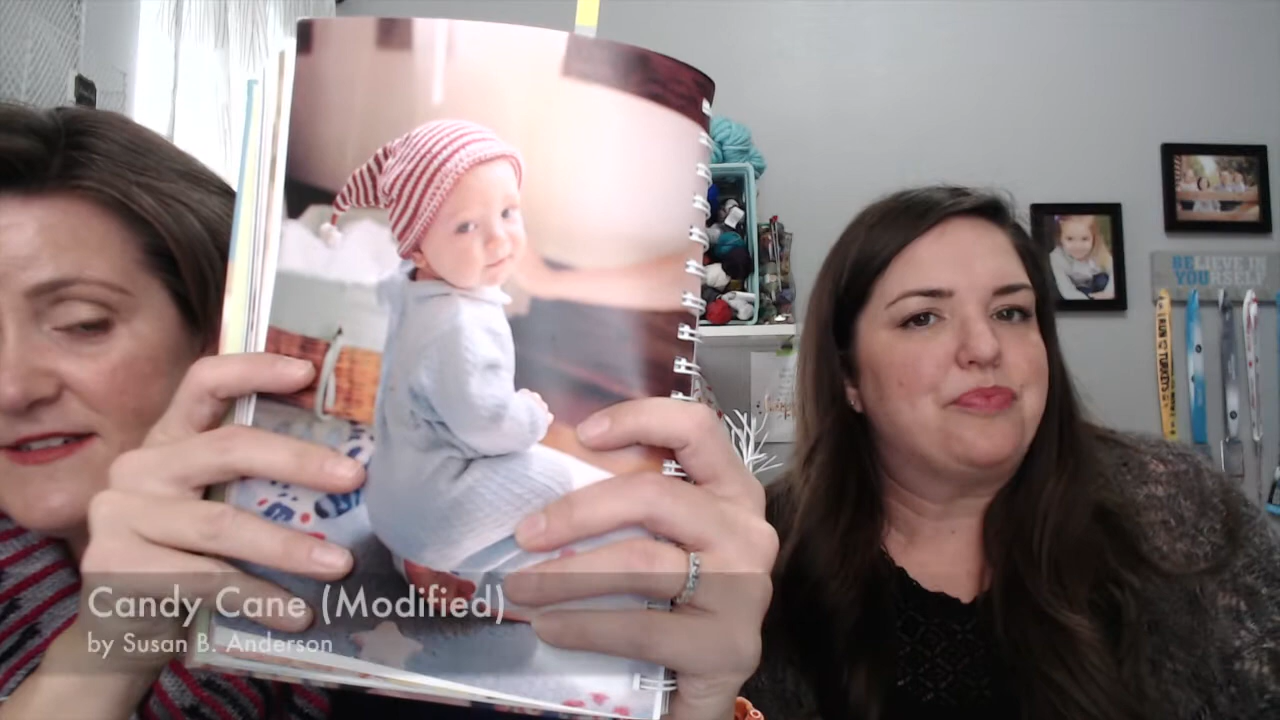 BELIEVE IN
YOURSELF
Candy Cane (Modified)
by Susan B. Anderson